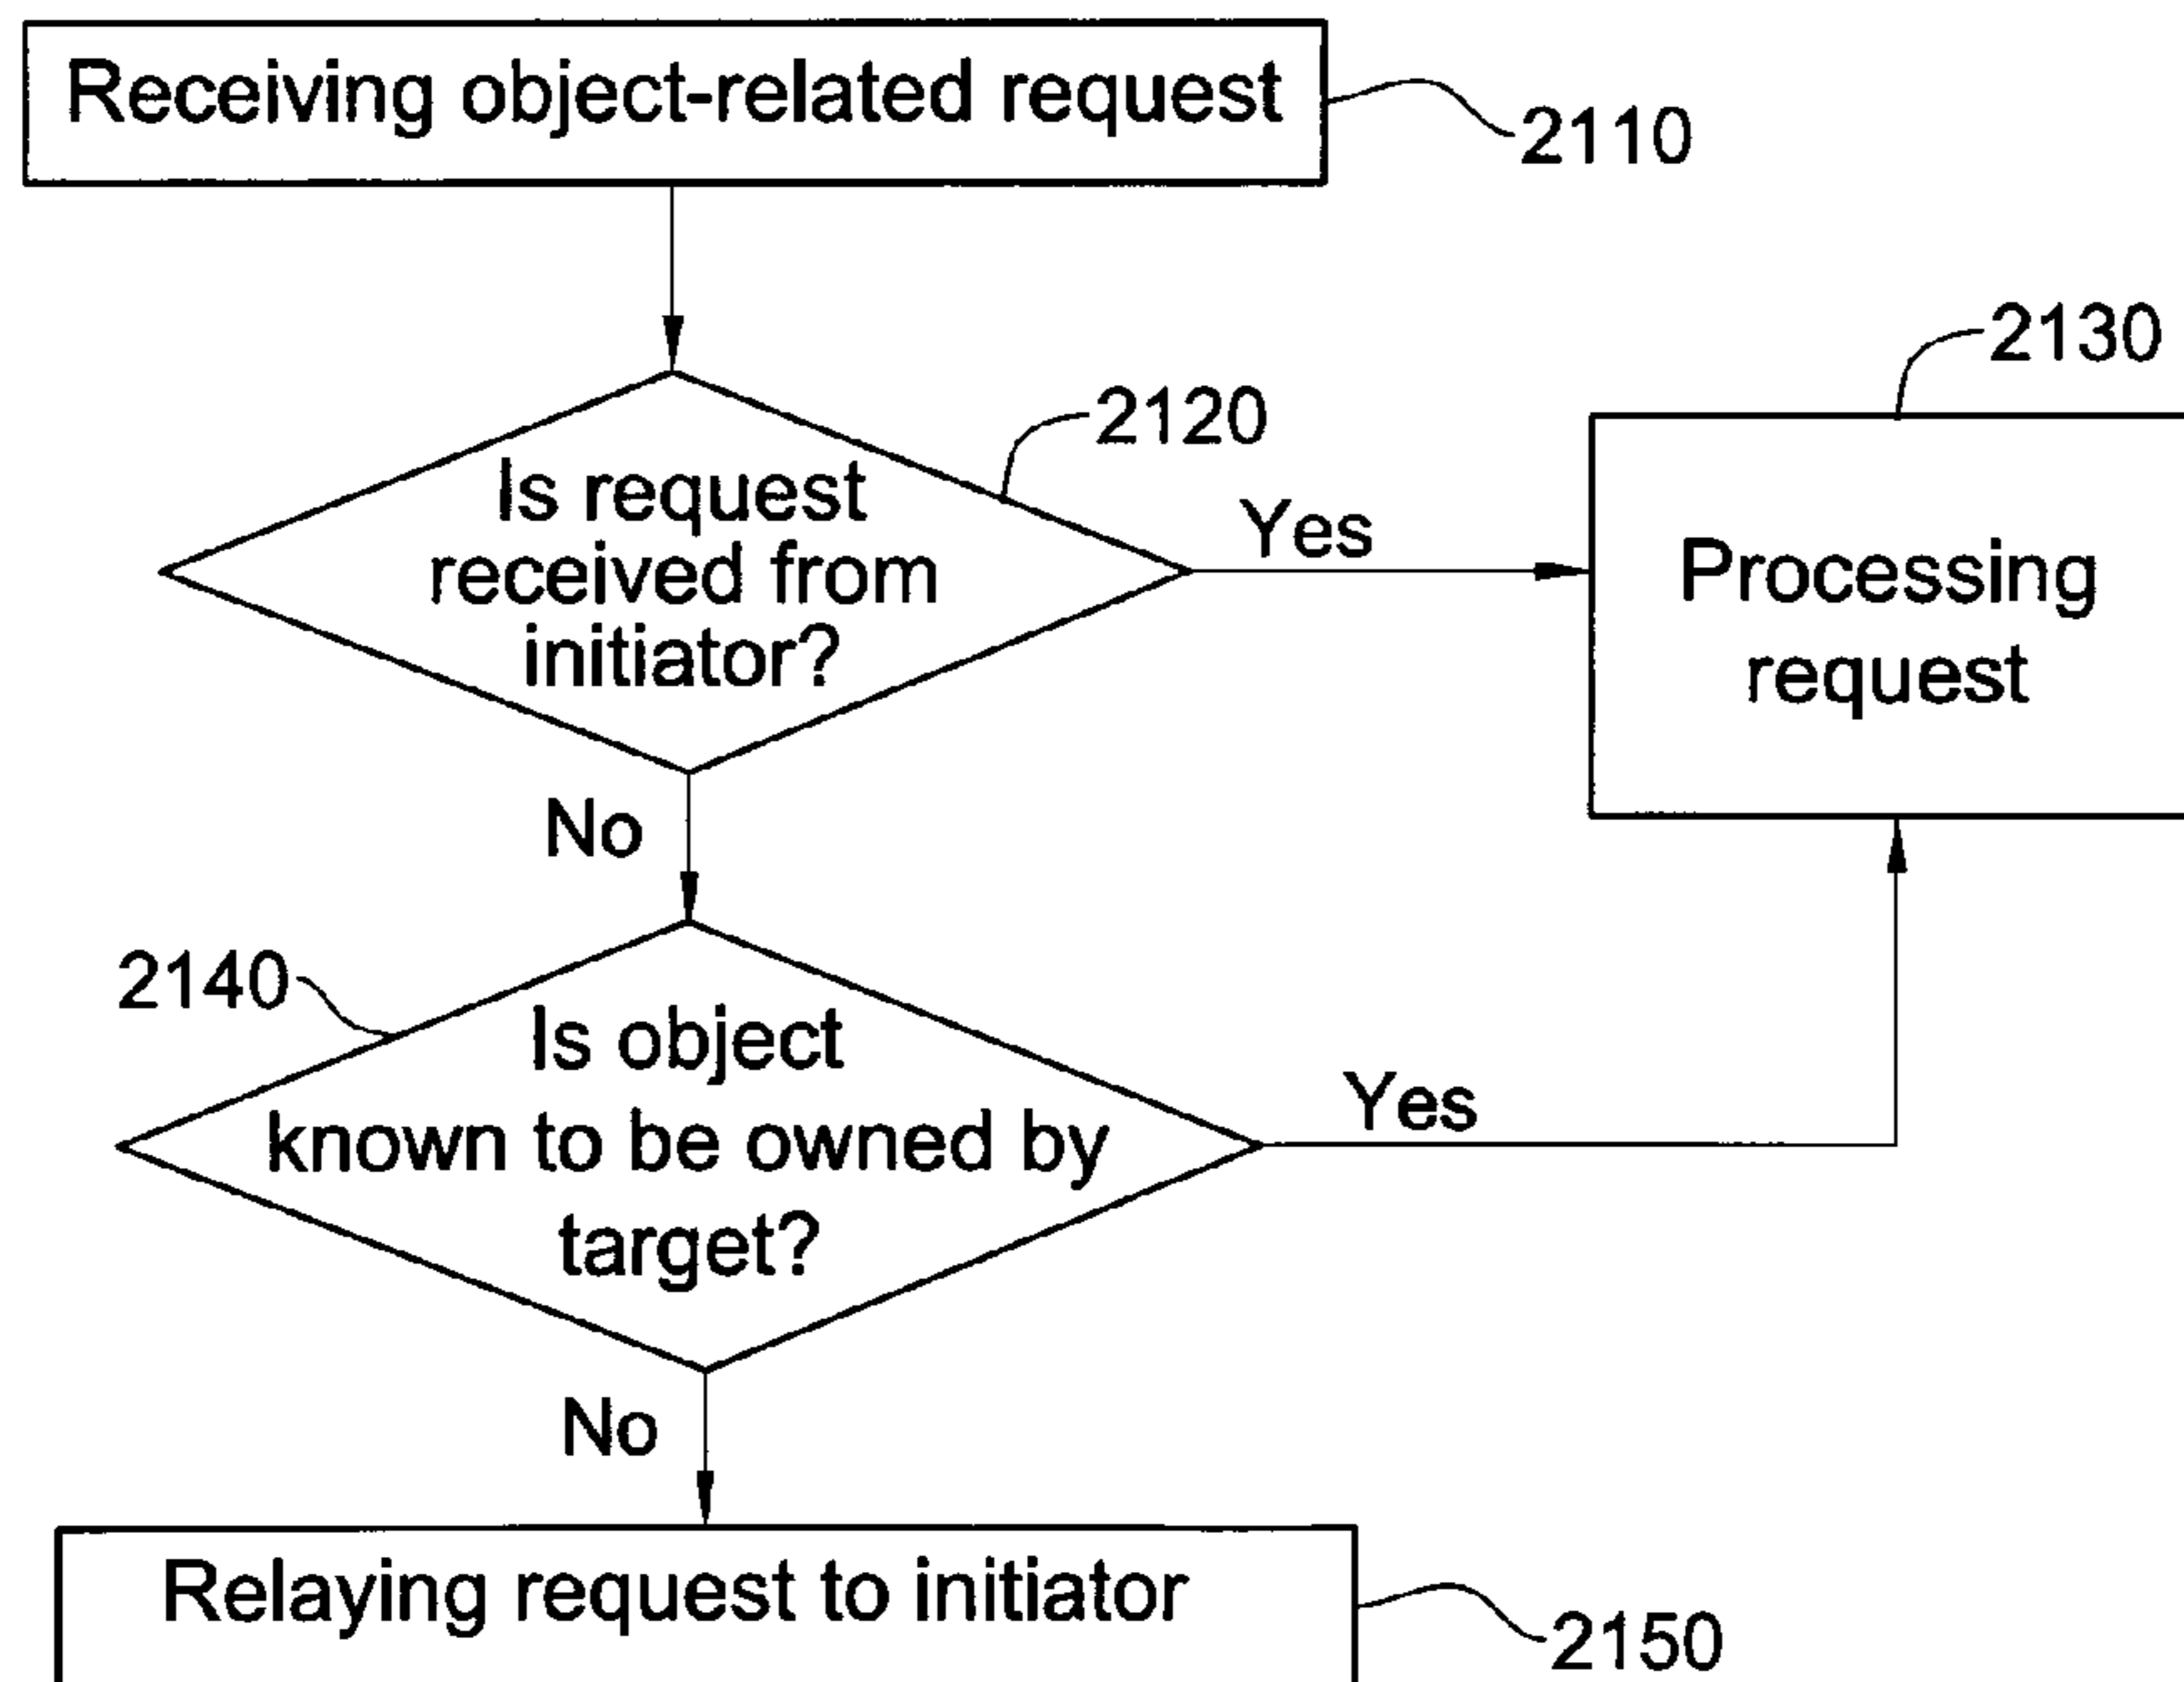 Receiving object-related request
2110
2130
2120
Is request
received from
initiator?
Yes
Processing
request
No
2140
Is object
known to be owned by
target?
Yes
No
Relaying request to initiator
2150